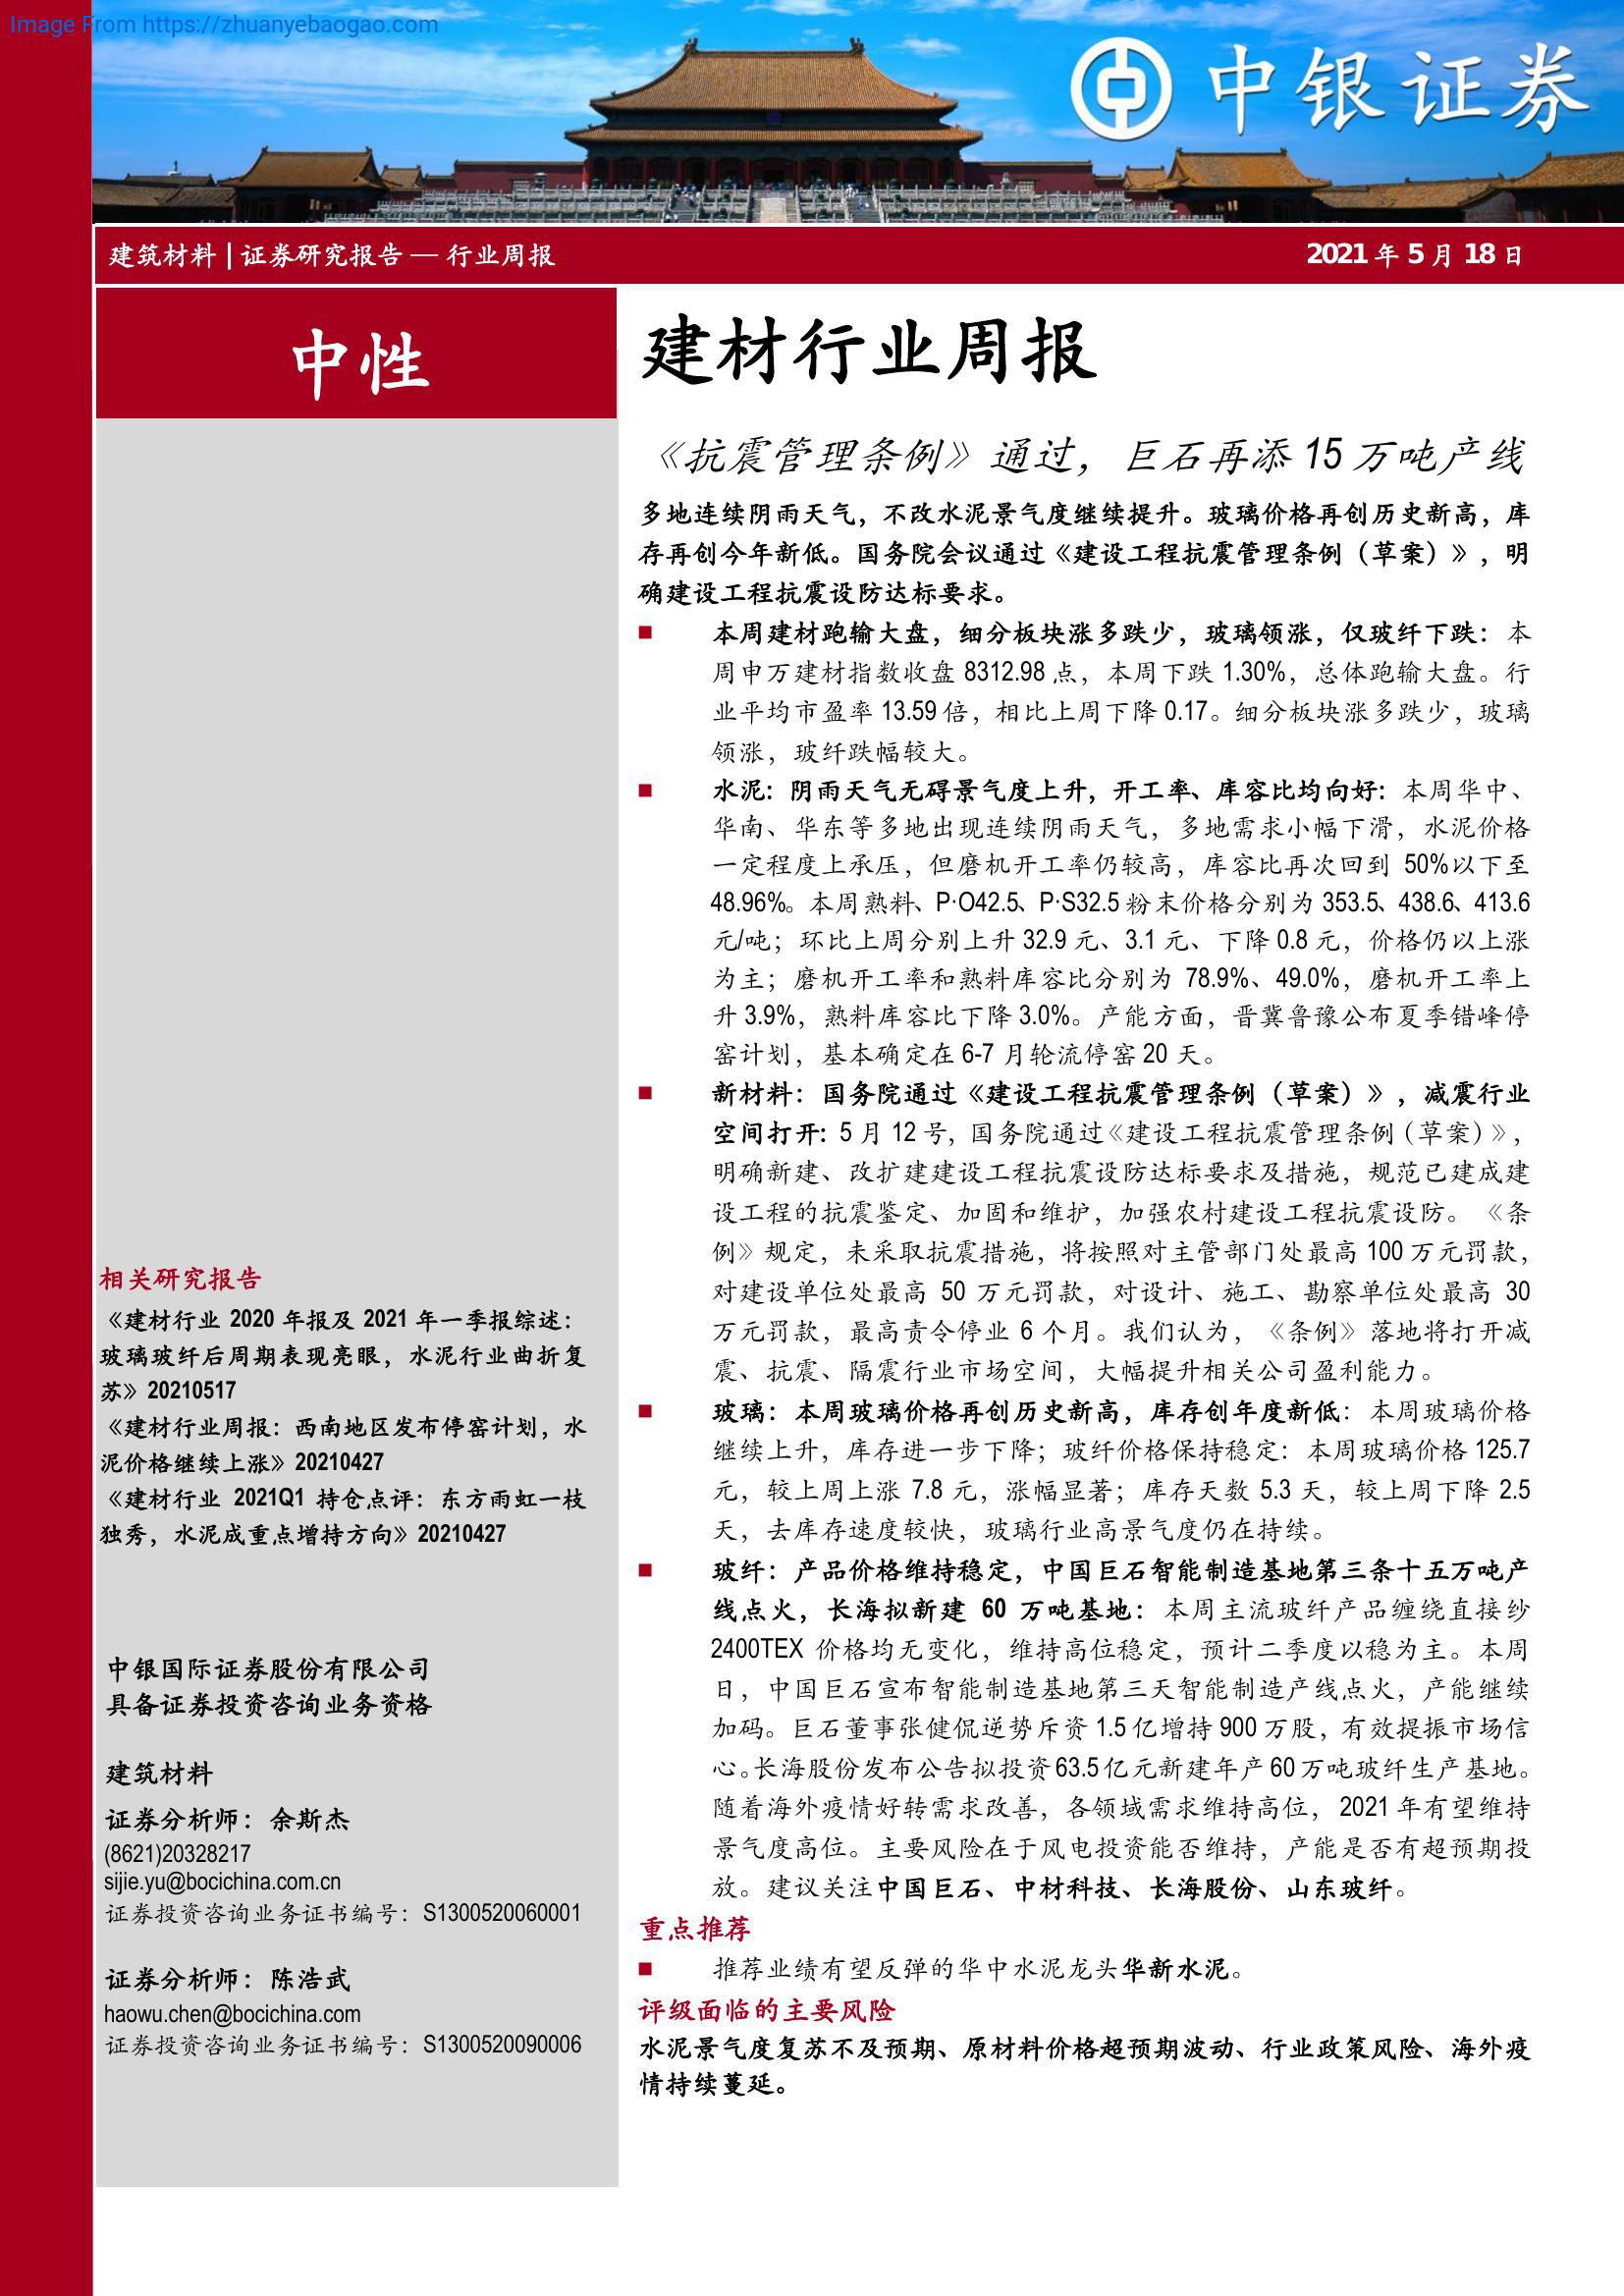 Image From https://zhuanyebaogao.com
中银证券
建筑材料 | 证券研究报告 — 行业周报
2021 年 5 月 18 日
中性
建材行业周报
《抗震管理条例》通过，巨石再添 15 万吨产线
多地连续阴雨天气，不改水泥景气度继续提升。玻璃价格再创历史新高，库
存再创今年新低。国务院会议通过《建设工程抗震管理条例（草案）》，明
确建设工程抗震设防达标要求。
■ 本周建材跑输大盘，细分板块涨多跌少，玻璃领涨，仅玻纤下跌：本
周申万建材指数收盘 8312.98 点，本周下跌 1.30%，总体跑输大盘。行
业平均市盈率 13.59 倍，相比上周下降 0.17。细分板块涨多跌少，玻璃
领涨，玻纤跌幅较大。
■ 水泥：阴雨天气无碍景气度上升，开工率、库容比均向好：本周华中、
华南、华东等多地出现连续阴雨天气，多地需求小幅下滑，水泥价格
一定程度上承压，但磨机开工率仍较高，库容比再次回到 50%以下至
48.96%。本周熟料、P·O42.5、P·S32.5 粉末价格分别为 353.5、438.6、413.6
元/吨；环比上周分别上升 32.9 元、3.1 元、下降 0.8 元，价格仍以上涨
为主；磨机开工率和熟料库容比分别为 78.9%、49.0%，磨机开工率上
升 3.9%，熟料库容比下降 3.0%。产能方面，晋冀鲁豫公布夏季错峰停
窑计划，基本确定在 6-7 月轮流停窑 20 天。
■ 新材料：国务院通过《建设工程抗震管理条例（草案）》，减震行业
空间打开：5 月 12 号，国务院通过《建设工程抗震管理条例（草案）》，
明确新建、改扩建建设工程抗震设防达标要求及措施，规范已建成建
设工程的抗震鉴定、加固和维护，加强农村建设工程抗震设防。《条
例》规定，未采取抗震措施，将按照对主管部门处最高 100 万元罚款，
对建设单位处最高 50 万元罚款，对设计、施工、勘察单位处最高 30
万元罚款，最高责令停业 6 个月。我们认为，《条例》落地将打开减
震、抗震、隔震行业市场空间，大幅提升相关公司盈利能力。
■ 玻璃：本周玻璃价格再创历史新高，库存创年度新低：本周玻璃价格
继续上升，库存进一步下降；玻纤价格保持稳定：本周玻璃价格 125.7
元，较上周上涨 7.8 元，涨幅显著；库存天数 5.3 天，较上周下降 2.5
天，去库存速度较快，玻璃行业高景气度仍在持续。
■ 玻纤：产品价格维持稳定，中国巨石智能制造基地第三条十五万吨产
线点火，长海拟新建 60 万吨基地：本周主流玻纤产品缠绕直接纱
2400TEX 价格均无变化，维持高位稳定，预计二季度以稳为主。本周
日，中国巨石宣布智能制造基地第三天智能制造产线点火，产能继续
加码。巨石董事张健侃逆势斥资 1.5 亿增持 900 万股，有效提振市场信
心。长海股份发布公告拟投资 63.5 亿元新建年产 60 万吨玻纤生产基地。
随着海外疫情好转需求改善，各领域需求维持高位，2021 年有望维持
景气度高位。主要风险在于风电投资能否维持，产能是否有超预期投
放。建议关注中国巨石、中材科技、长海股份、山东玻纤。
重点推荐
■ 推荐业绩有望反弹的华中水泥龙头华新水泥。
评级面临的主要风险
水泥景气度复苏不及预期、原材料价格超预期波动、行业政策风险、海外疫
情持续蔓延。
相关研究报告
《建材行业 2020 年报及 2021 年一季报综述：
玻璃玻纤后周期表现亮眼，水泥行业曲折复
苏》20210517
《建材行业周报：西南地区发布停窑计划，水
泥价格继续上涨》20210427
《建材行业 2021Q1 持仓点评：东方雨虹一枝
独秀，水泥成重点增持方向》20210427
中银国际证券股份有限公司
具备证券投资咨询业务资格
建筑材料
证券分析师：余斯杰
(8621)20328217
sijie.yu@bocichina.com.cn
证券投资咨询业务证书编号：S1300520060001
证券分析师：陈浩武
haowu.chen@bocichina.com
证券投资咨询业务证书编号：S1300520090006